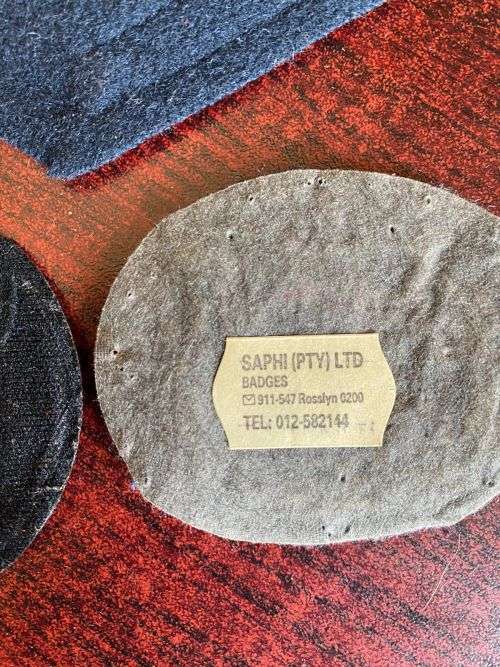 SAPHI (PTY) LTD
BADGES
✉ 911-547 Rosslyn 0200
TEL: 012-582144